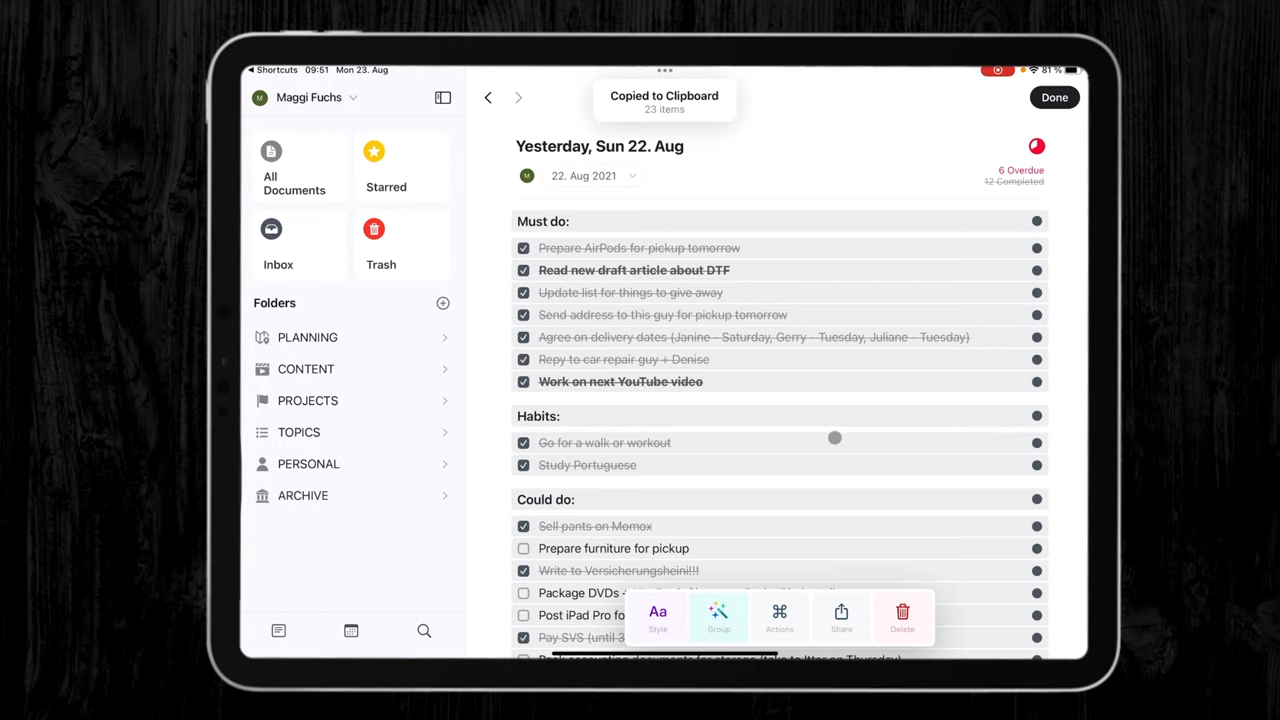 Shortcuts 09:51 Mon 23. Aug
81 %
M Maggi Fuchs
All Documents
Starred
Inbox
Trash
Folders
PLANNING
CONTENT
PROJECTS
TOPICS
PERSONAL
ARCHIVE
Copied to Clipboard
23 items
Done
Yesterday, Sun 22. Aug
M 22. Aug 2021
6 Overdue
12 Completed
Must do:
Prepare AirPods for pickup tomorrow
Read new draft article about DTF
Update list for things to give away
Send address to this guy for pickup tomorrow
Agree on delivery dates (Janine - Saturday, Gerry - Tuesday, Juliane - Tuesday)
Repy to car repair guy + Denise
Work on next YouTube video
Habits:
Go for a walk or workout
Study Portuguese
Could do:
Sell pants on Momox
Prepare furniture for pickup
Write to Versicherungsheini!!!
Package DVDs
Post iPad Pro fo
Pay SVS (until 3
Aa
Style
Group
Actions
Share
Delete